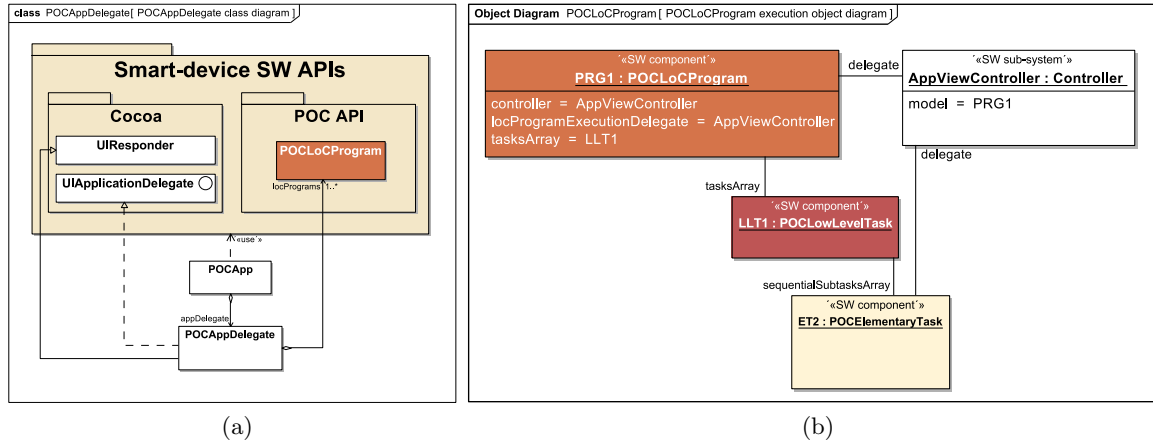 class POCAppDelegate[ POCAppDelegate class diagram ]
Smart-device SW APIs
Cocoa
UIResponder
UIApplicationDelegate
POC API
POCLoCProgram
locPrograms 1..*
´«use`»
POCApp
appDelegate
POCAppDelegate
(a)
Object Diagram POCLoCProgram[ POCLoCProgram execution object diagram ]
´«SW component`»
PRG1 : POCLoCProgram
controller = AppViewController
locProgramExecutionDelegate = AppViewController
tasksArray = LLT1
delegate
´«SW sub-system`»
AppViewController : Controller
model = PRG1
delegate
tasksArray
´«SW component`»
LLT1 : POCLowLevelTask
sequentialSubtasksArray
´«SW component`»
ET2 : POCElementaryTask
(b)